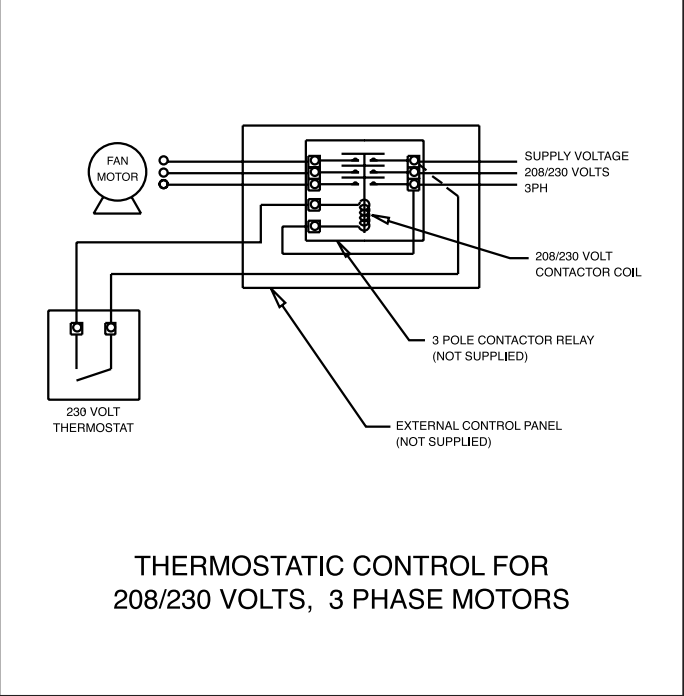 FAN
MOTOR
SUPPLY VOLTAGE
208/230 VOLTS
3PH
208/230 VOLT
CONTACTOR COIL
3 POLE CONTACTOR RELAY
(NOT SUPPLIED)
230 VOLT
THERMOSTAT
EXTERNAL CONTROL PANEL
(NOT SUPPLIED)
THERMOSTATIC CONTROL FOR
208/230 VOLTS, 3 PHASE MOTORS